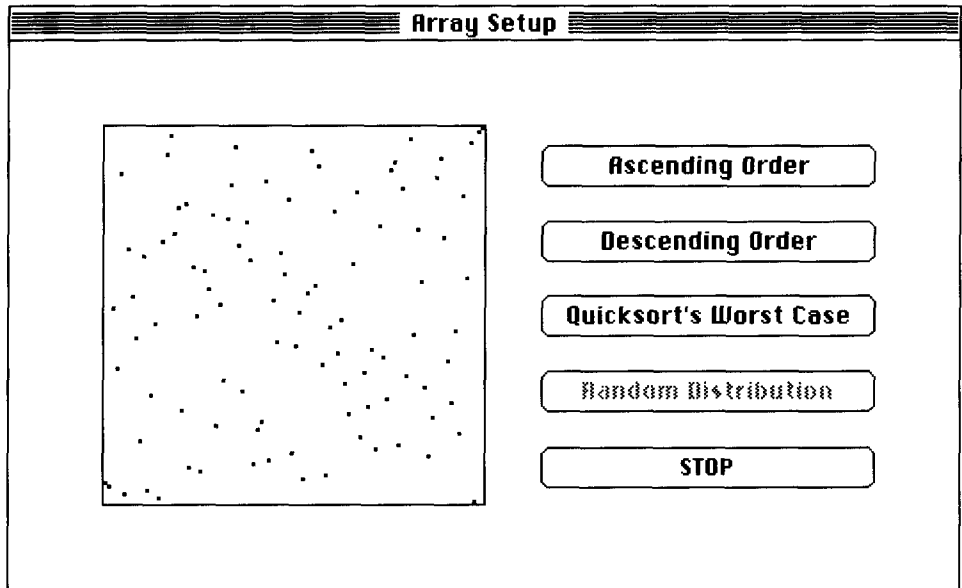 Array Setup
Ascending Order
Descending Order
Quicksort's Worst Case
Random Distribution
STOP